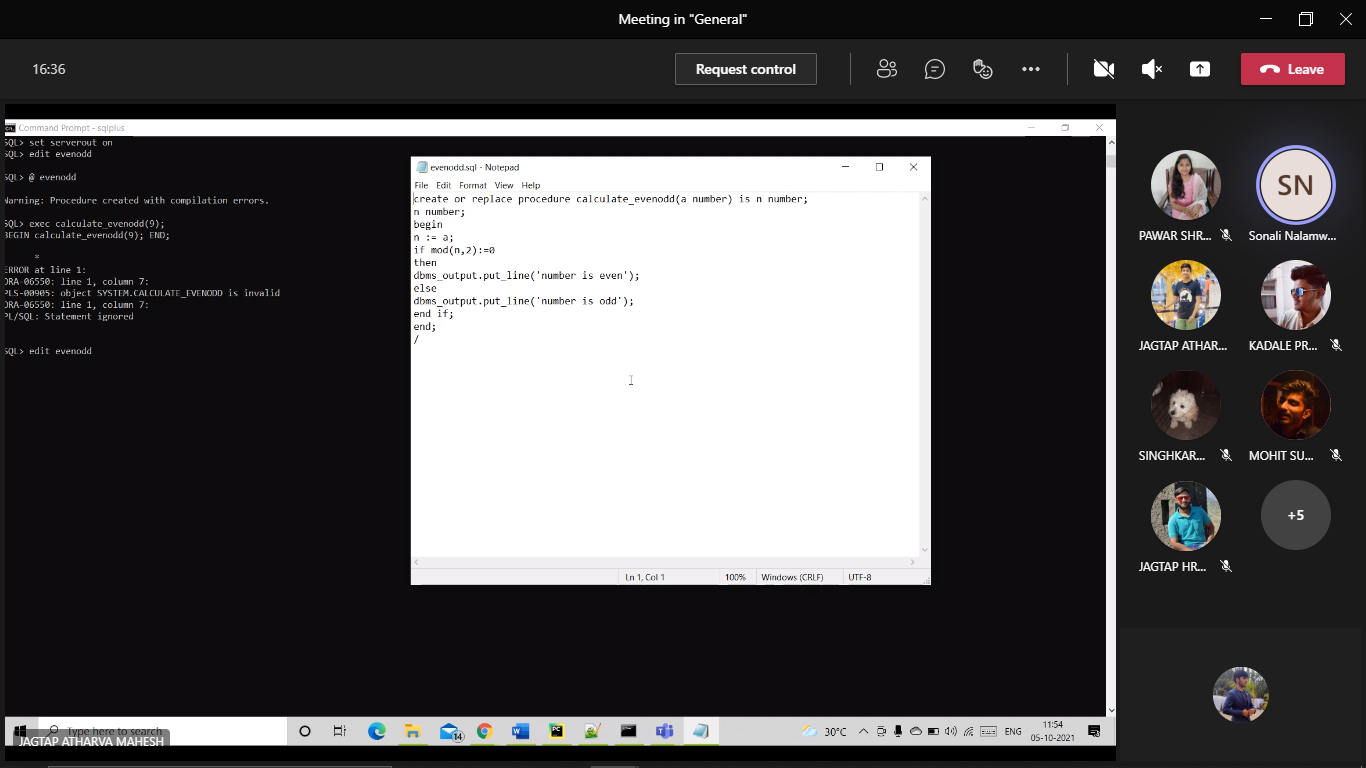 Meeting in "General"
16:36
Request control
Leave
Command Prompt - sqlplus
SQL> set serverout on
SQL> edit evenodd
SQL> @ evenodd
Warning: Procedure created with compilation errors.
SQL> exec calculate_evenodd(9);
BEGIN calculate_evenodd(9); END;
*
ERROR at line 1:
ORA-06550: line 1, column 7:
PLS-00905: object SYSTEM.CALCULATE_EVENODD is invalid
ORA-06550: line 1, column 7:
PL/SQL: Statement ignored
SQL> edit evenodd
evenodd.sql - Notepad
File Edit Format View Help
create or replace procedure calculate_evenodd(a number) is n number;
n number;
begin
n := a;
if mod(n,2):=0
then
dbms_output.put_line('number is even');
else
dbms_output.put_line('number is odd');
end if;
end;
/
Ln 1, Col 1 100% Windows (CRLF) UTF-8
PAWAR SHR... Sonali Nalamw...
SN
JAGTAP ATHAR... KADALE PR...
SINGHKAR... MOHIT SU...
JAGTAP HR...
+5
Type here to search
JAGTAP ATHARVA MAHESH
14
30°C
ENG
11:54
05-10-2021